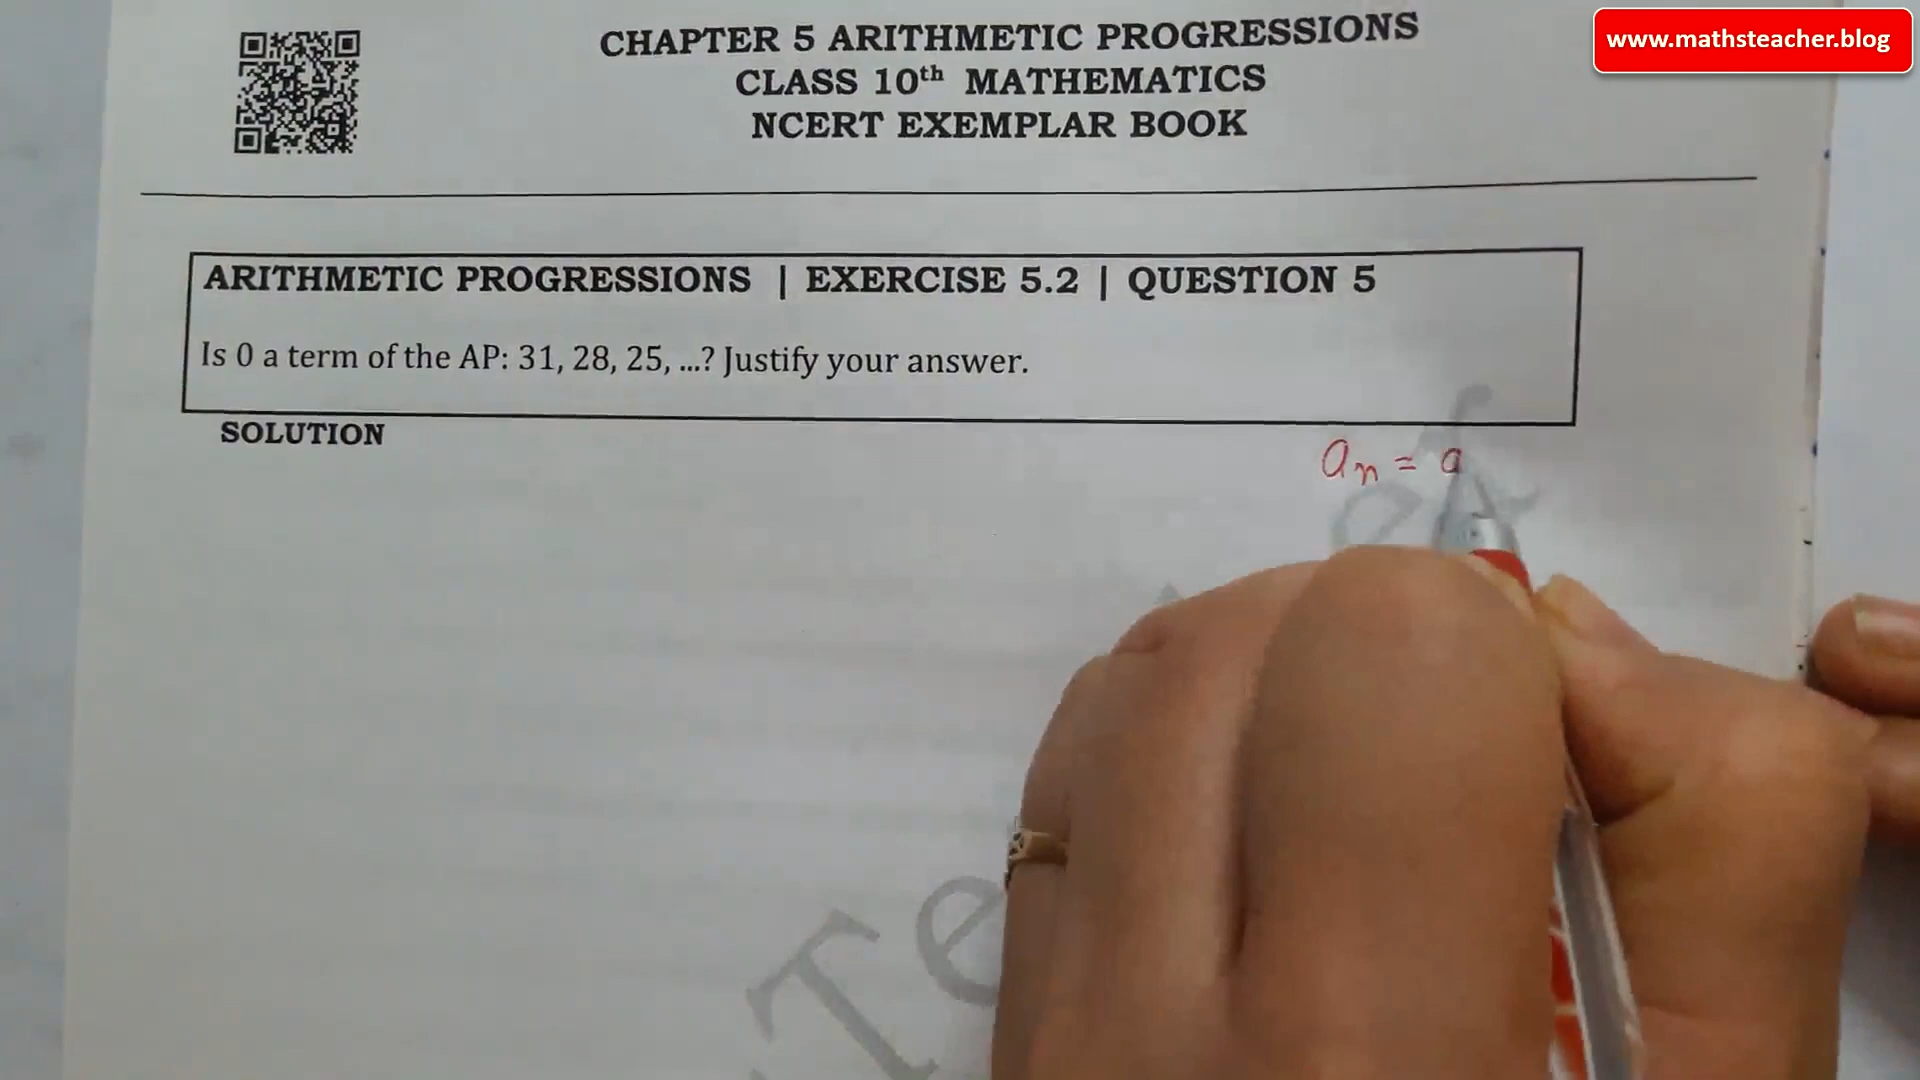 CHAPTER 5 ARITHMETIC PROGRESSIONS
www.mathsteacher.blog
CLASS 10th MATHEMATICS
NCERT EXEMPLAR BOOK
ARITHMETIC PROGRESSIONS | EXERCISE 5.2 | QUESTION 5
Is 0 a term of the AP: 31, 28, 25, ...? Justify your answer.
SOLUTION
an = a
Te